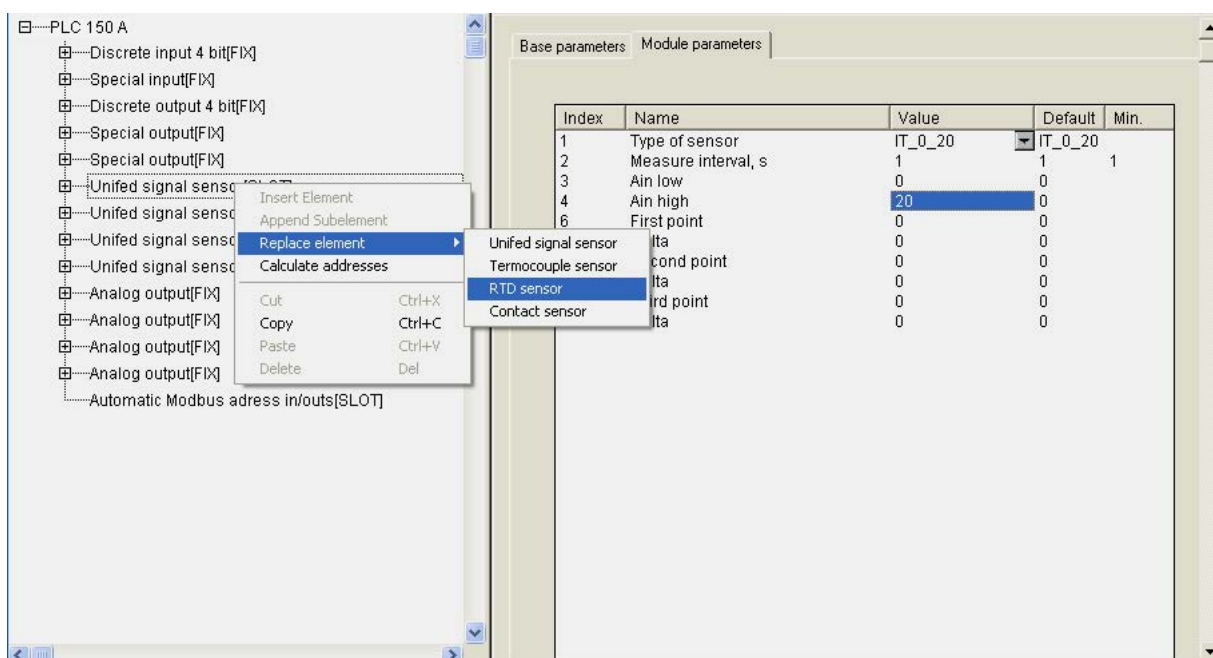 PLC 150 A
Discrete input 4 bit[FIX]
Special input[FIX]
Discrete output 4 bit[FIX]
Special output[FIX]
Special output[FIX]
Unifed signal senso
Unifed signal senso
Unifed signal senso
Unifed signal senso
Analog output[FIX]
Analog output[FIX]
Analog output[FIX]
Analog output[FIX]
Automatic Modbus adress in/outs[SLOT]
Insert Element
Append Subelement
Replace element
Calculate addresses
Cut Ctrl+X
Copy Ctrl+C
Paste Ctrl+V
Delete Del
Unifed signal sensor
Termocouple sensor
RTD sensor
Contact sensor
Base parameters Module parameters
Index Name Value Default Min.
1 Type of sensor IT_0_20 IT_0_20
2 Measure interval, s 1 1 1
3 Ain low 0 0
4 Ain high 20 0
6 First point 0 0
lta 0 0
cond point 0 0
lta 0 0
ird point 0 0
lta 0 0